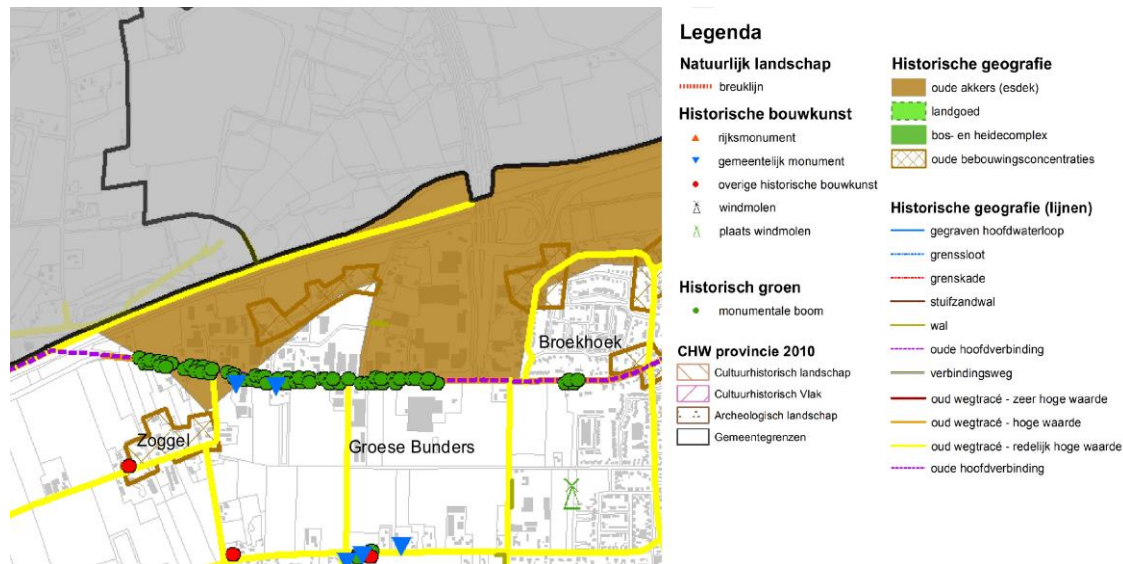 Broekhoek
Zoggel
Groese Bunders
Legenda
Natuurlijk landschap
breuklijn
Historische bouwkunst
rijksmonument
gemeentelijk monument
overige historische bouwkunst
windmolen
plaats windmolen
Historisch groen
monumentale boom
CHW provincie 2010
Cultuurhistorisch landschap
Cultuurhistorisch Vlak
Archeologisch landschap
Gemeentegrenzen
Historische geografie
oude akkers (esdek)
landgoed
bos- en heidecomplex
oude bebouwingsconcentraties
Historische geografie (lijnen)
gegraven hoofdwaterloop
grenssloot
grenskade
stuifzandwal
wal
oude hoofdverbinding
verbindingsweg
oud wegtracé - zeer hoge waarde
oud wegtracé - hoge waarde
oud wegtracé - redelijk hoge waarde
oude hoofdverbinding